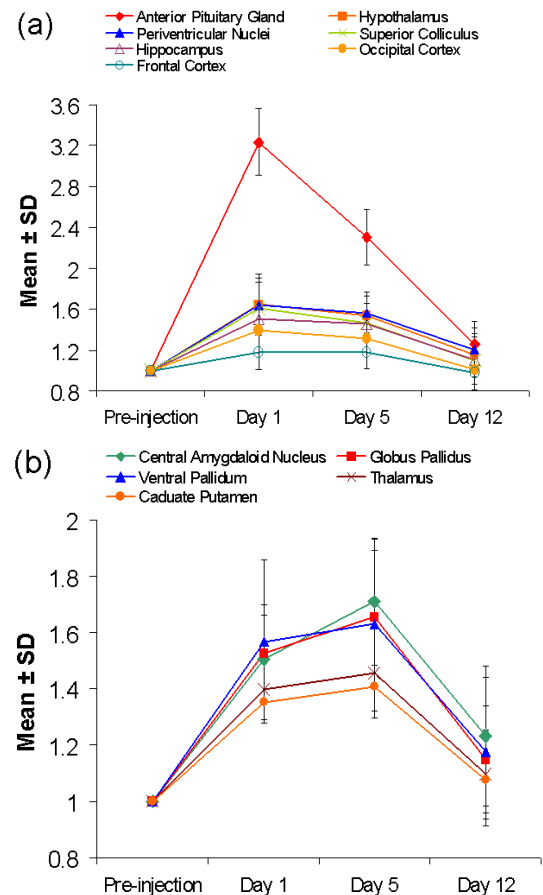 (a)
Anterior Pituitary Gland Hypothalamus
Periventricular Nuclei Superior Colliculus
Hippocampus Occipital Cortex
Frontal Cortex
3.6
3.2
2.8
2.4
2
1.6
1.2
0.8
Mean ± SD
Pre-injection Day 1 Day 5 Day 12
(b)
Central Amygdaloid Nucleus Globus Pallidus
Ventral Pallidum Thalamus
Caduate Putamen
2
1.8
1.6
1.4
1.2
1
0.8
Mean ± SD
Pre-injection Day 1 Day 5 Day 12